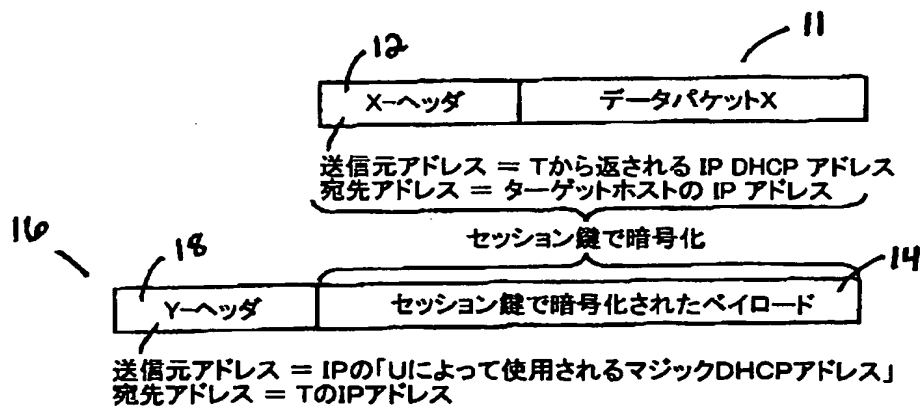 12
11
X-ヘッダ データパケットX
送信元アドレス = Tから返される IP DHCP アドレス
宛先アドレス = ターゲットホストの IP アドレス
セッション鍵で暗号化
16
18
14
Y-ヘッダ セッション鍵で暗号化されたペイロード
送信元アドレス = IPの「Uによって使用されるマジックDHCPアドレス」
宛先アドレス = TのIPアドレス